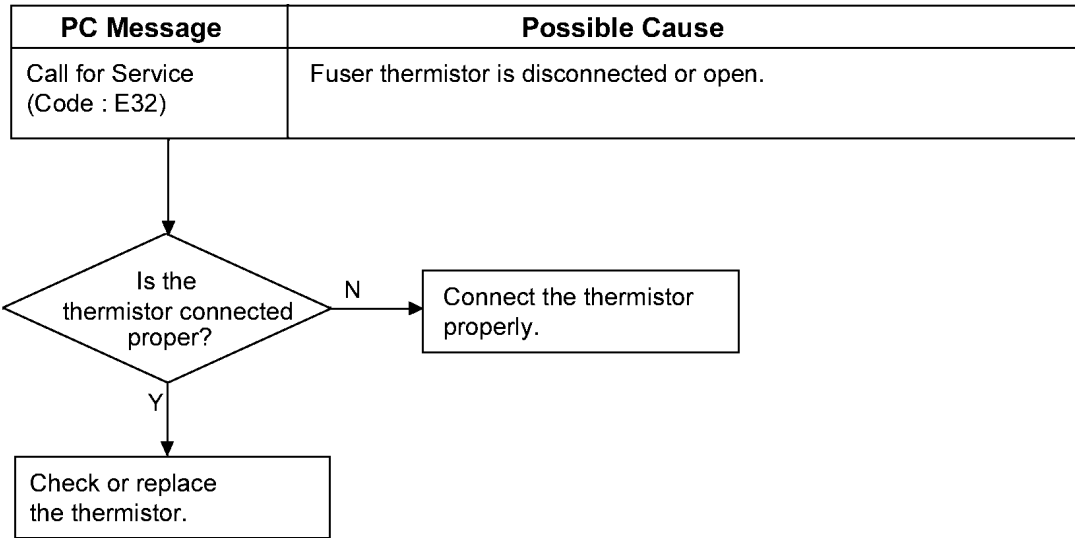 PC Message
Possible Cause
Call for Service
(Code : E32)
Fuser thermistor is disconnected or open.
Is the
thermistor connected
proper?
N
Connect the thermistor
properly.
Y
Check or replace
the thermistor.